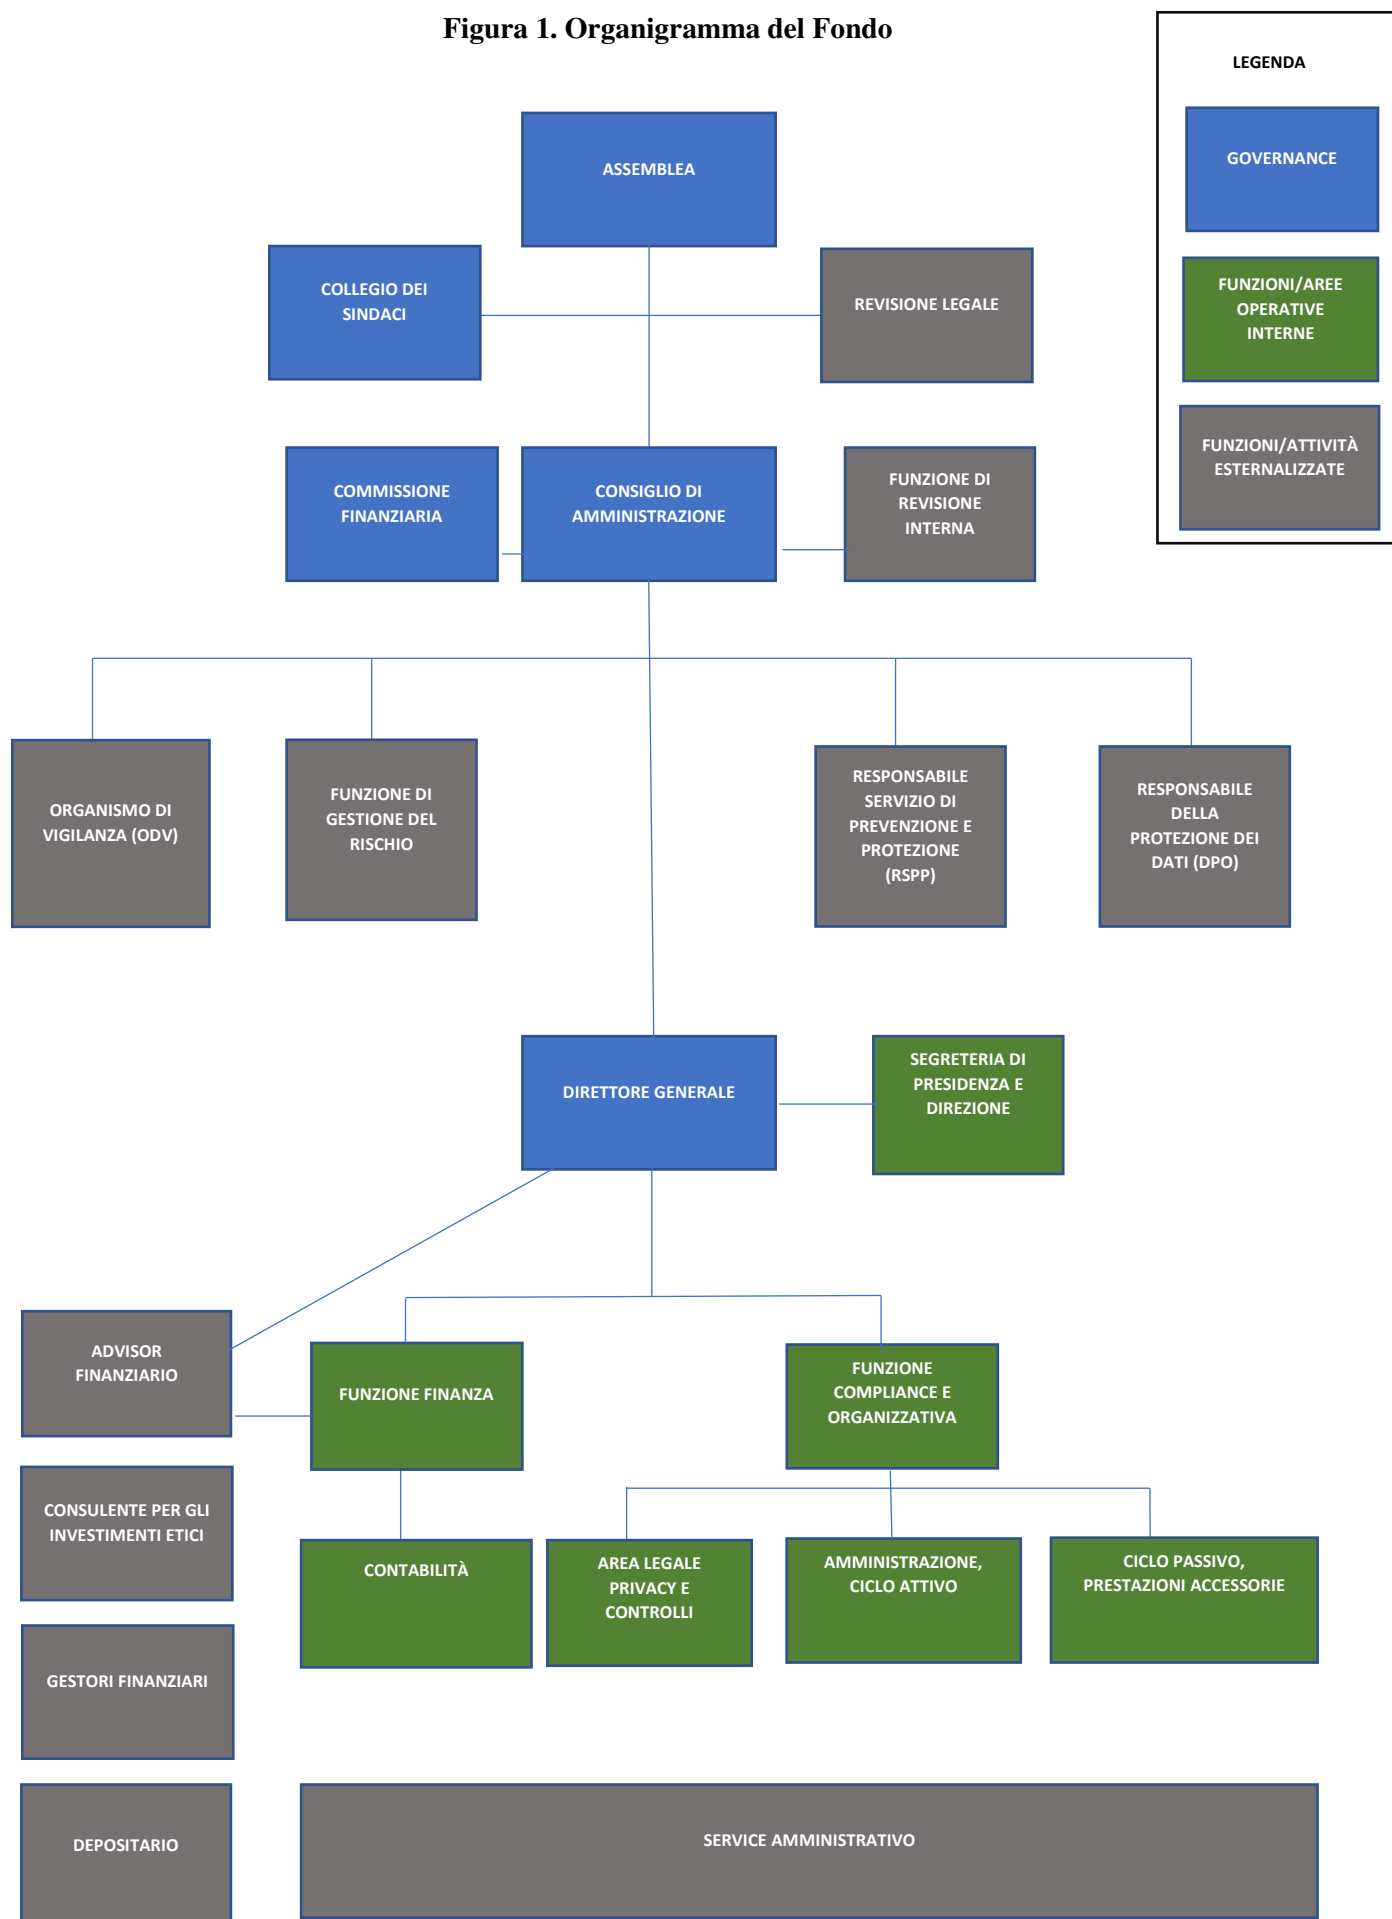 Figura 1. Organigramma del Fondo
LEGENDA
GOVERNANCE
FUNZIONI/AREE
OPERATIVE
INTERNE
FUNZIONI/ATTIVITÀ
ESTERNALIZZATE
ASSEMBLEA
COLLEGIO DEI
SINDACI
REVISIONE LEGALE
COMMISSIONE
FINANZIARIA
CONSIGLIO DI
AMMINISTRAZIONE
FUNZIONE DI
REVISIONE
INTERNA
ORGANISMO DI
VIGILANZA (ODV)
FUNZIONE DI
GESTIONE DEL
RISCHIO
RESPONSABILE
SERVIZIO DI
PREVENZIONE E
PROTEZIONE
(RSPP)
RESPONSABILE
DELLA
PROTEZIONE DEI
DATI (DPO)
DIRETTORE GENERALE
SEGRETERIA DI
PRESIDENZA E
DIREZIONE
ADVISOR
FINANZIARIO
FUNZIONE FINANZA
FUNZIONE
COMPLIANCE E
ORGANIZZATIVA
CONSULENTE PER GLI
INVESTIMENTI ETICI
CONTABILITÀ
AREA LEGALE
PRIVACY E
CONTROLLI
AMMINISTRAZIONE,
CICLO ATTIVO
CICLO PASSIVO,
PRESTAZIONI ACCESSORIE
GESTORI FINANZIARI
DEPOSITARIO
SERVICE AMMINISTRATIVO